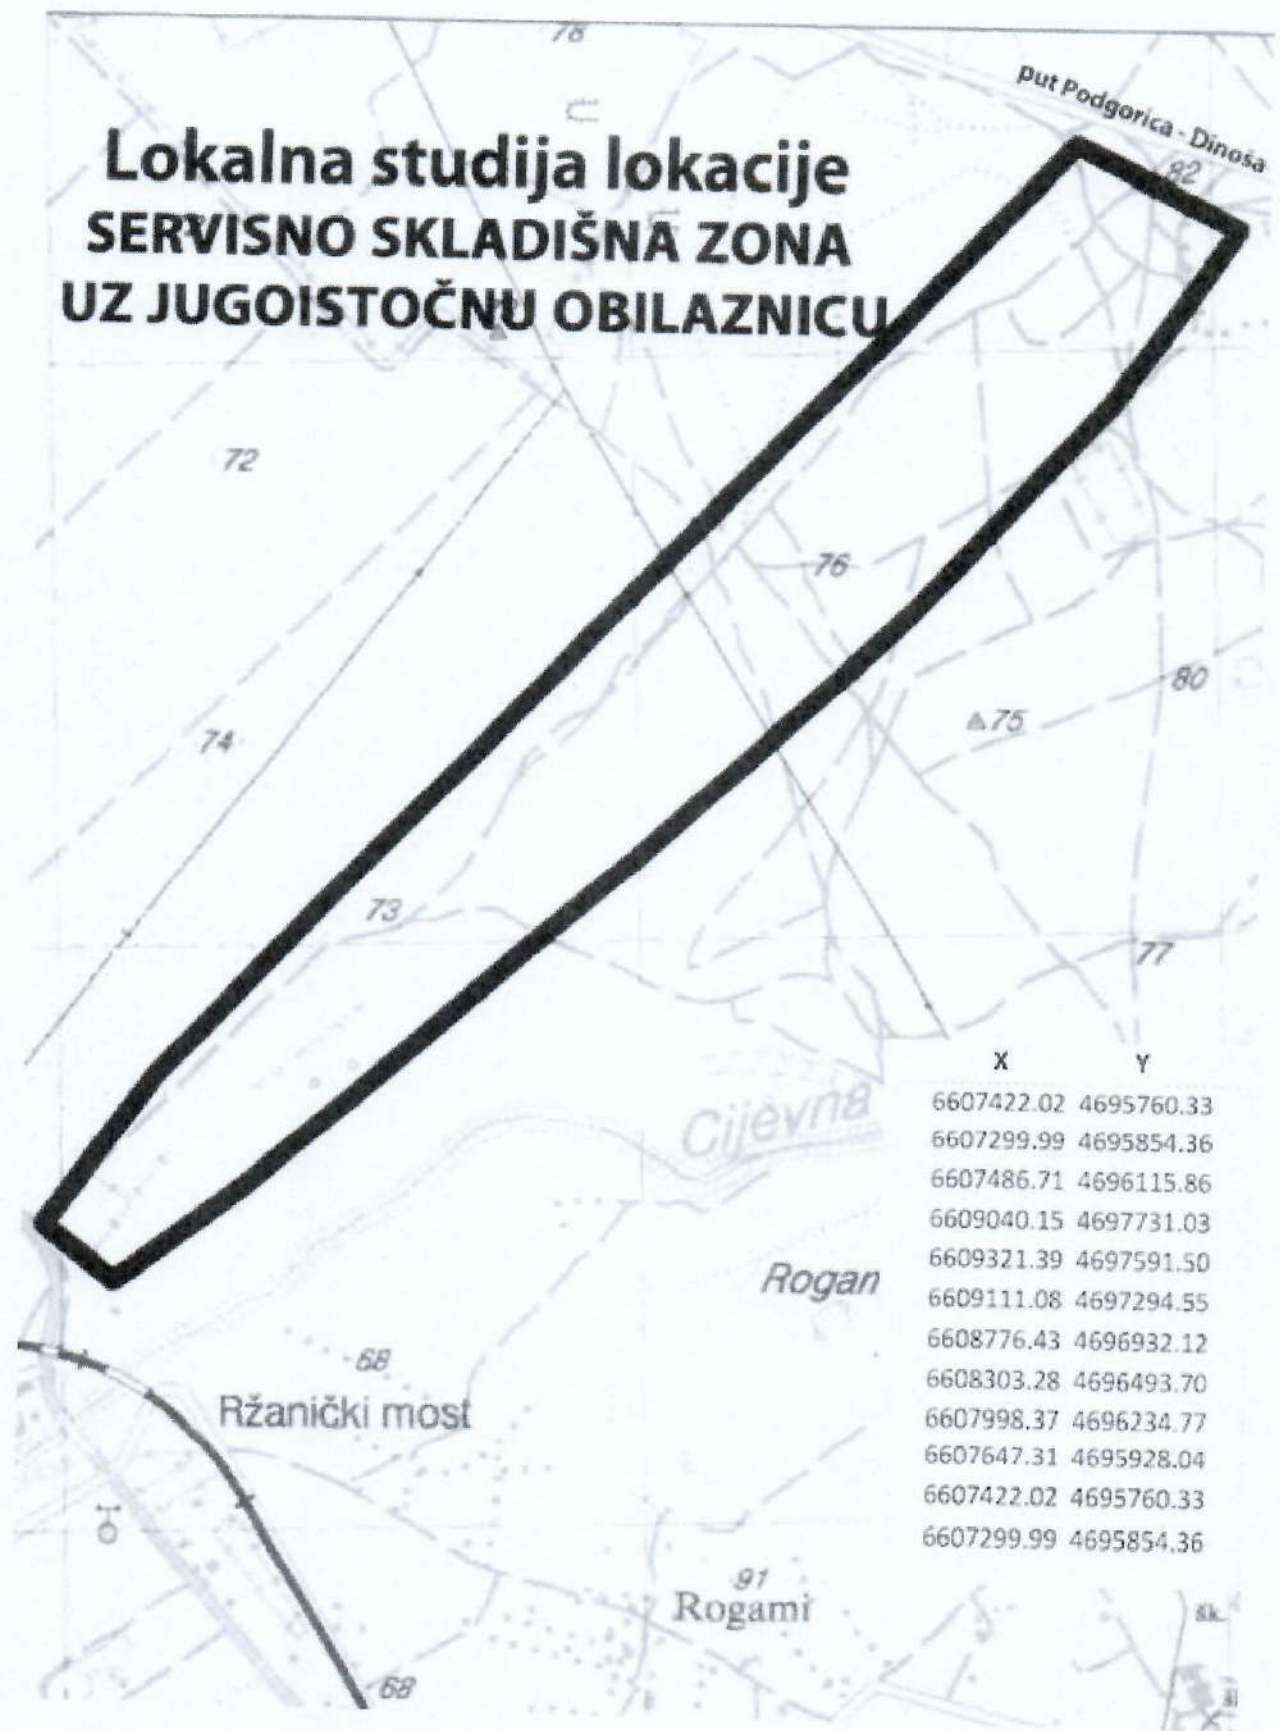 78
put Podgorica - Dinoša
82
Lokalna studija lokacije
SERVISNO SKLADIŠNA ZONA
UZ JUGOISTOČNU OBILAZNICU
72
76
80
75
74
73
77
Cijevna
X Y
6607422.02 4695760.33
6607299.99 4695854.36
6607486.71 4696115.86
6609040.15 4697731.03
6609321.39 4697591.50
6609111.08 4697294.55
6608776.43 4696932.12
6608303.28 4696493.70
6607998.37 4696234.77
6607647.31 4695928.04
6607422.02 4695760.33
6607299.99 4695854.36
Rogan
68
Ržanički most
91
Rogami
šk.
68